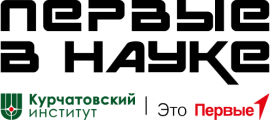 ПЕРВЫЕ
В НАУКЕ
Курчатовский
институт
Это Первые